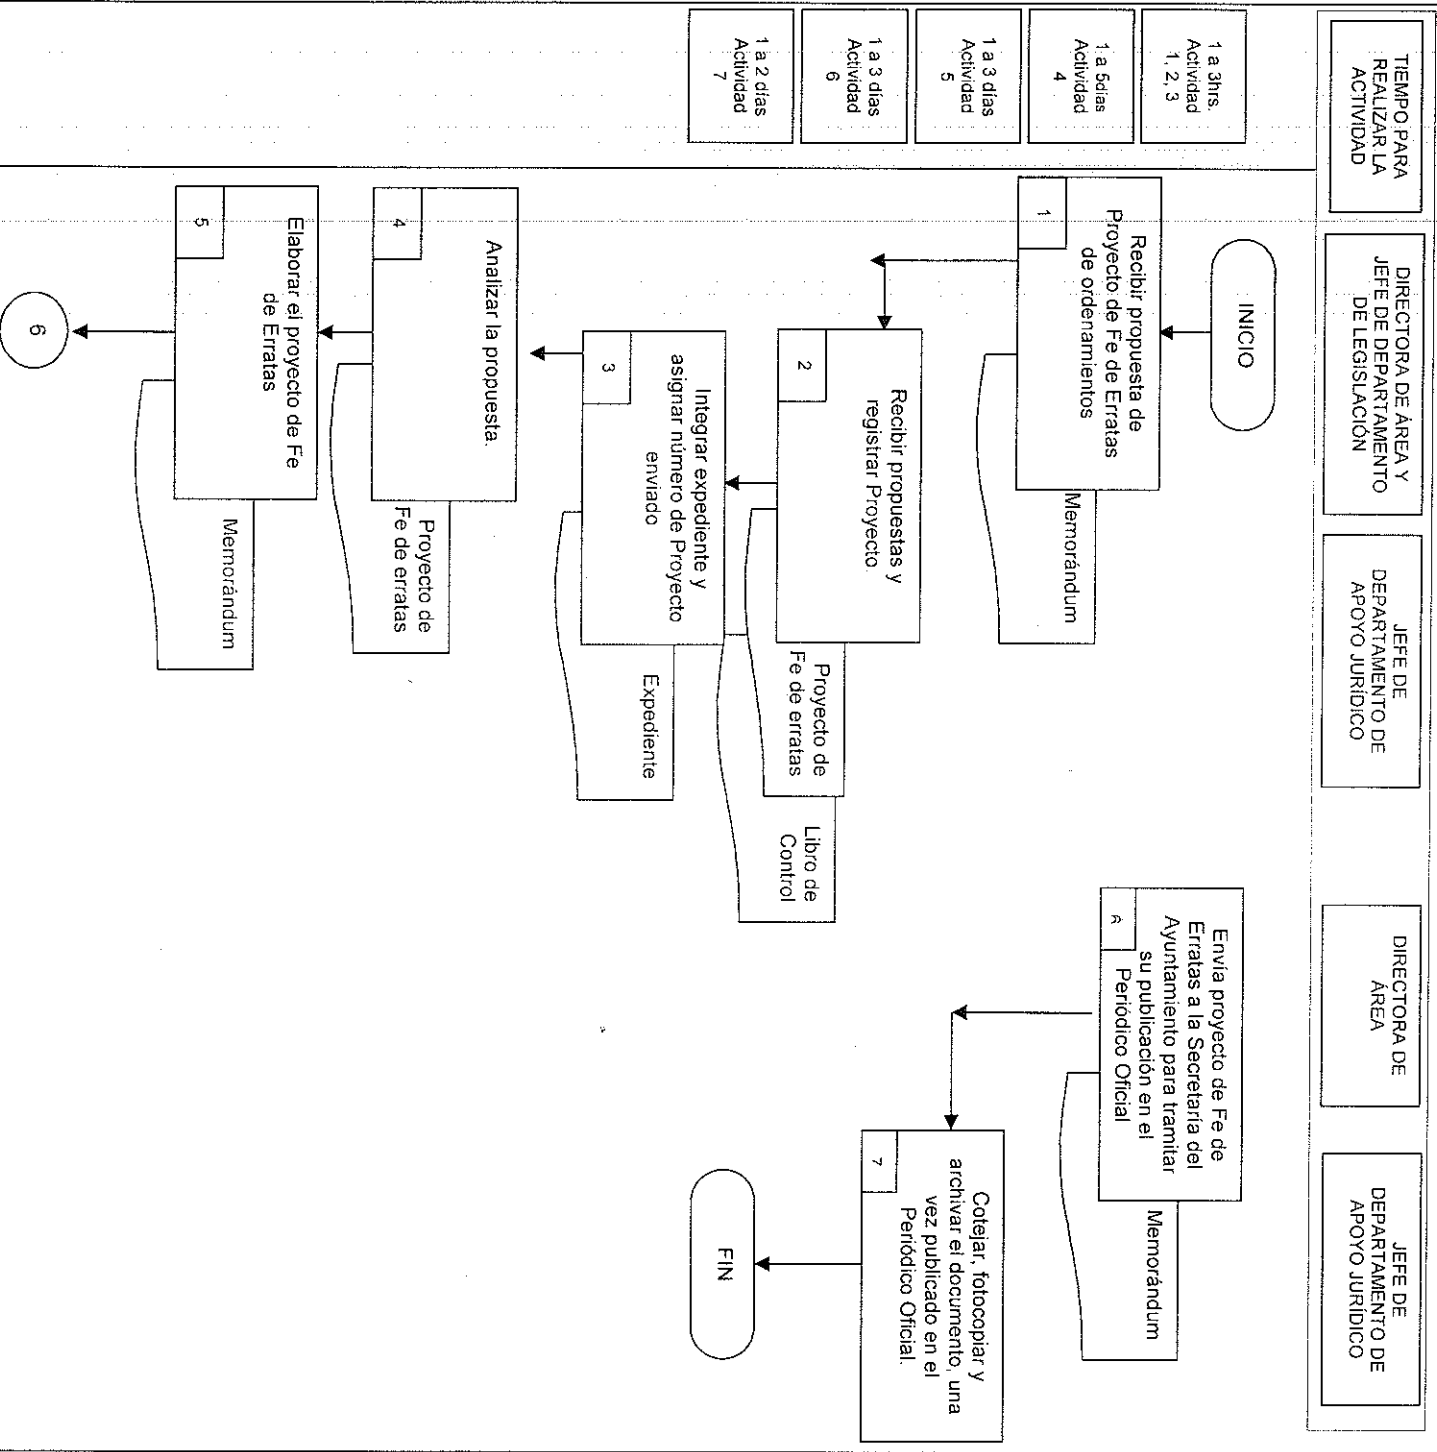 TIEMPO PARA
REALIZAR LA
ACTIVIDAD
DIRECTORA DE ÁREA Y
JEFE DE DEPARTAMENTO
DE LEGISLACIÓN
JEFE DE
DEPARTAMENTO DE
APOYO JURÍDICO
DIRECTORA DE
ÁREA
JEFE DE
DEPARTAMENTO DE
APOYO JURÍDICO
1 a 3hrs.
Actividad
1, 2, 3
1 a 5días
Actividad
4
1 a 3 días
Actividad
5
1 a 3 días
Actividad
6
1 a 2 días
Actividad
7
INICIO
Recibir propuesta de
Proyecto de Fe de Erratas
de ordenamientos
1
Memorándum
Recibir propuestas y
registrar Proyecto.
2
Proyecto de
Fe de erratas
Libro de
Control
Integrar expediente y
asignar número de Proyecto
enviado
3
Expediente
Analizar la propuesta.
4
Proyecto de
Fe de erratas
Elaborar el proyecto de Fe
de Erratas
5
Memorándum
6
Envía proyecto de Fe de
Erratas a la Secretaría del
Ayuntamiento para tramitar
su publicación en el
Periódico Oficial
6
Memorándum
Cotejar, fotocopiar y
archivar el documento, una
vez publicado en el
Periódico Oficial.
7
FIN